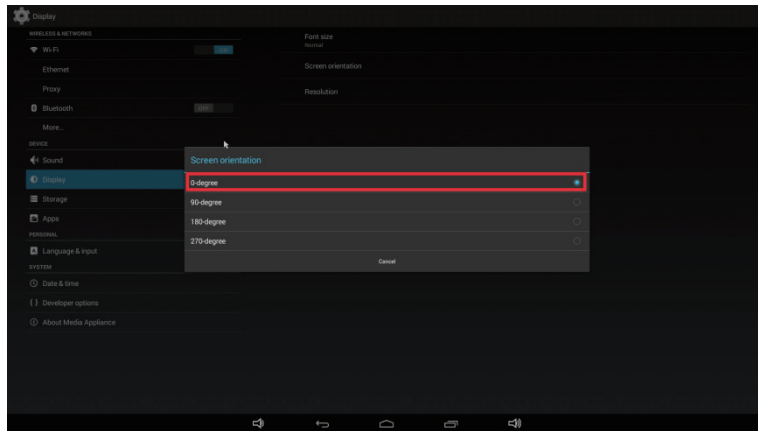 Display
WIRELESS & NETWORKS
Wi-Fi
ON
Ethernet
Proxy
Bluetooth
OFF
More...
DEVICE
Sound
Display
Storage
Apps
PERSONAL
Language & input
SYSTEM
Date & time
Developer options
About Media Appliance
Font size
Normal
Screen orientation
Resolution
Screen orientation
0-degree
90-degree
180-degree
270-degree
Cancel